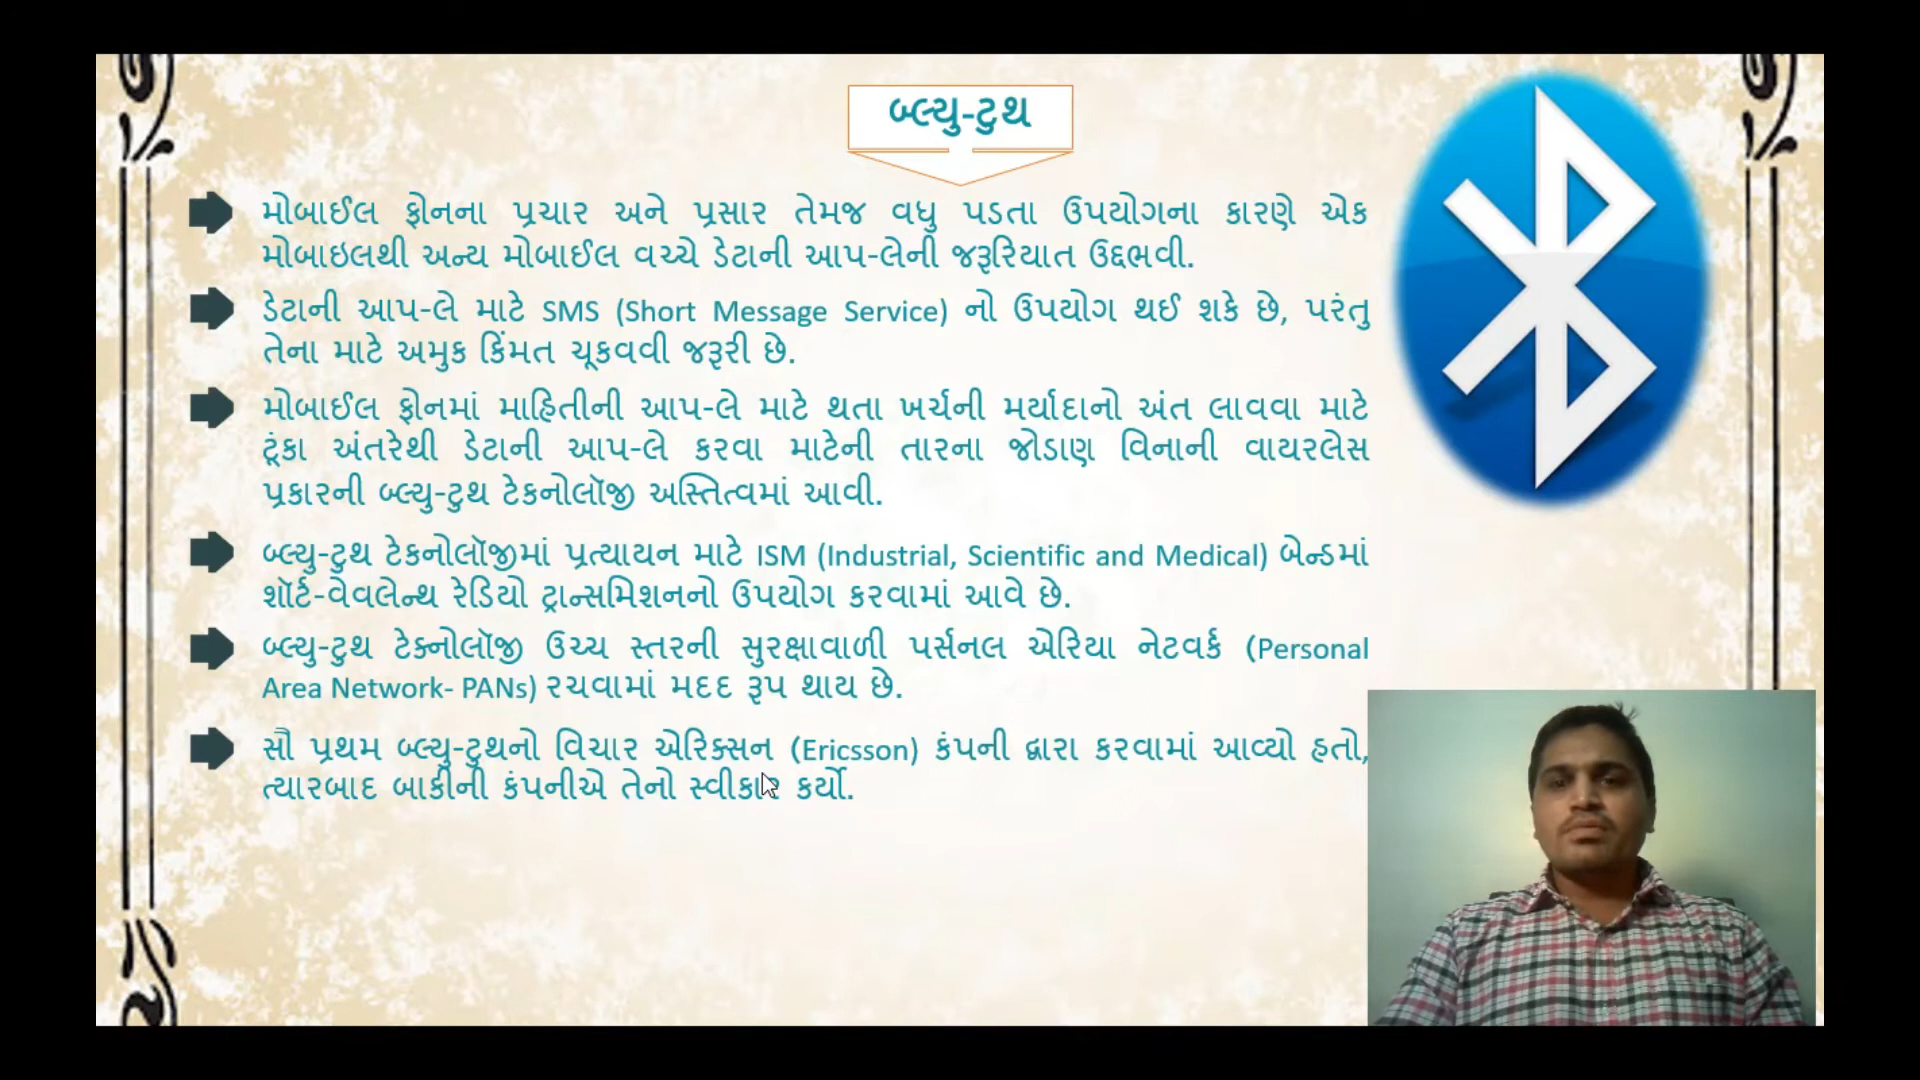 બ્લ્યુ-ટુથ
મોબાઈલ ફોનના પ્રચાર અને પ્રસાર તેમજ વધુ પડતા ઉપયોગના કારણે એક
મોબાઇલથી અન્ય મોબાઈલ વચ્ચે ડેટાની આપ-લેની જરૂરિયાત ઉદ્દભવી.
ડેટાની આપ-લે માટે SMS (Short Message Service) નો ઉપયોગ થઈ શકે છે, પરંતુ
તેના માટે અમુક કિંમત ચૂકવવી જરૂરી છે.
મોબાઈલ ફોનમાં માહિતીની આપ-લે માટે થતા ખર્ચની મર્યાદાનો અંત લાવવા માટે
ટૂંકા અંતરેથી ડેટાની આપ-લે કરવા માટેની તારના જોડાણ વિનાની વાયરલેસ
પ્રકારની બ્લ્યુ-ટુથ ટેકનોલૉજી અસ્તિત્વમાં આવી.
બ્લ્યુ-ટુથ ટેકનોલૉજીમાં પ્રત્યાયન માટે ISM (Industrial, Scientific and Medical) બેન્ડમાં
શૉર્ટ-વેવલેન્થ રેડિયો ટ્રાન્સમિશનનો ઉપયોગ કરવામાં આવે છે.
બ્લ્યુ-ટુથ ટેક્નોલૉજી ઉચ્ચ સ્તરની સુરક્ષાવાળી પર્સનલ એરિયા નેટવર્ક (Personal
Area Network- PANs) રચવામાં મદદ રૂપ થાય છે.
સૌ પ્રથમ બ્લ્યુ-ટુથનો વિચાર એરિક્સન (Ericsson) કંપની દ્વારા કરવામાં આવ્યો હતો,
ત્યારબાદ બાકીની કંપનીએ તેનો સ્વીકાર કર્યો.